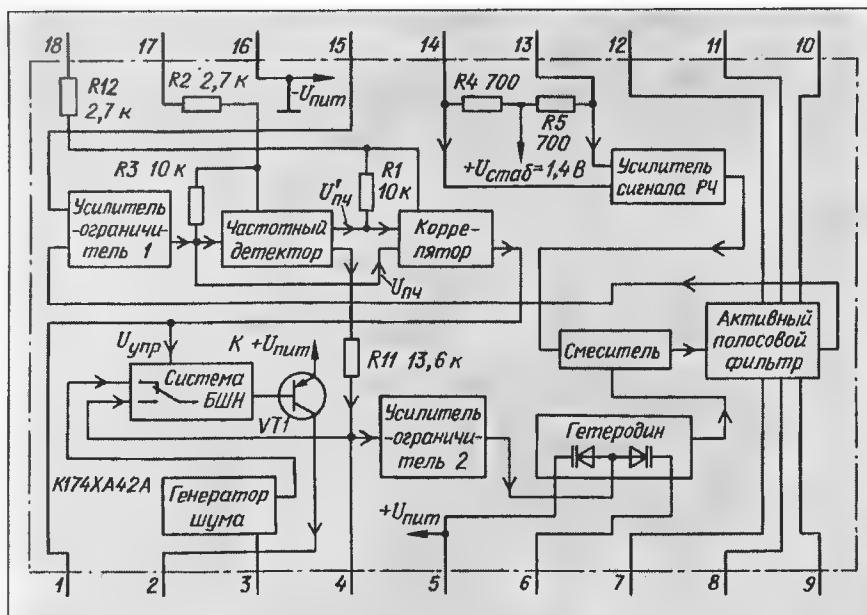 18 17 16 15 14 13 12 11 10
R12
2,7 к
R2 2,7 к
-Uпит
R4 700
R5
700
+Uстаб=1,4 В
R3 10 к
R1
10 к
U'пч
Усилитель
сигнала РЧ
Усилитель
-ограничи-
тель 1
Частотный
детектор
Корре-
лятор
Uпч
Uупр
К +Uпит
R11 13,6 к
Смеситель
Активный
полосовой
фильтр
Система
БШН
VT1
Усилитель
-ограничи-
тель 2
Гетеродин
К174ХА42А
Генератор
шума
+Uпит
1 2 3 4 5 6 7 8 9